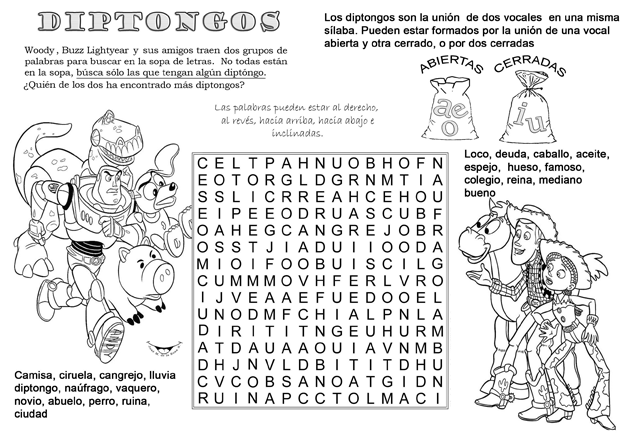 DIPTONGOS
Woody, Buzz Lightyear y sus amigos traen dos grupos de
palabras para buscar en la sopa de letras. No todas están
en la sopa, búsca sólo las que tengan algún diptóngo.
¿Quién de los dos ha encontrado más diptongos?
Los diptongos son la unión de dos vocales en una misma
sílaba. Pueden estar formados por la unión de una vocal
abierta y otra cerrado, o por dos cerradas
ABIERTAS
CERRADAS
ae
o
iu
Las palabras pueden estar al derecho,
al revés, hacia arriba, hacia abajo e
inclinadas.
Loco, deuda, caballo, aceite,
espejo, hueso, famoso,
colegio, reina, mediano
bueno
C E L T P A H N U O B H O F N
E O T O R G L D G R N M T I A
S S L I C R R E A H C E H O U
E I P E E O D R U A S C U B F
O A H E G C A N G R E J O B R
O S S T J I A D U I I O O D A
M I O I F O O B U I S C I L G
C U M M M O V H F E R L V R O
I J V E A A E F U E D O O E L
U N O D M F C H I A L P N L A
D I R I T I T N G E U H U R M
A T D A U A A O U I A V N M B
D H J N V L D B I T I T D H U
C V C O B S A N O A T G I D N
R U I N A P C C T O L M A C I
Camisa, ciruela, cangrejo, lluvia
diptongo, naúfrago, vaquero,
novio, abuelo, perro, ruina,
ciudad